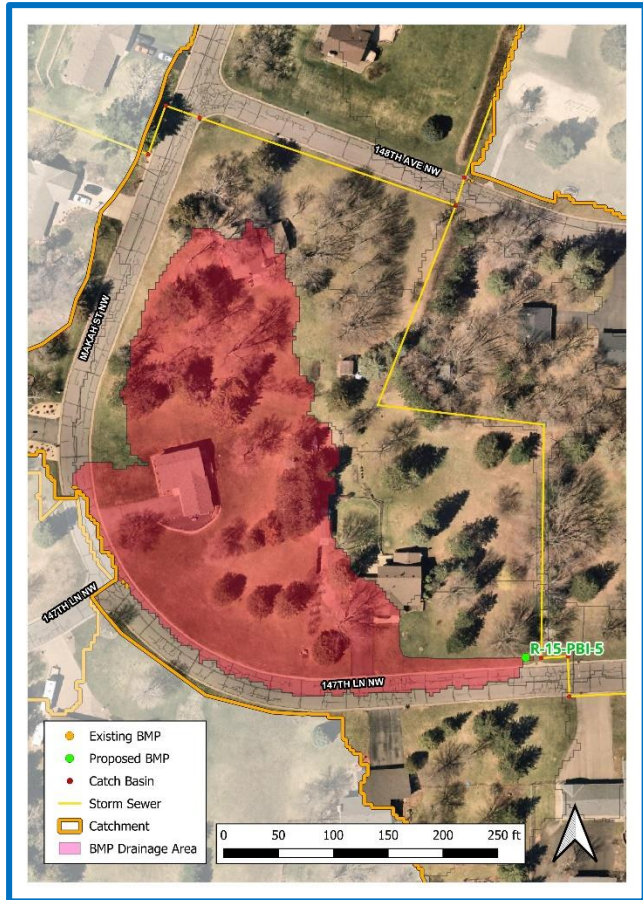 148TH AVE NW
MAKAH ST NW
147TH LN NW
R-15-PBI-5
147TH LN NW
Existing BMP
Proposed BMP
Catch Basin
Storm Sewer
Catchment
BMP Drainage Area
0 50 100 150 200 250 ft